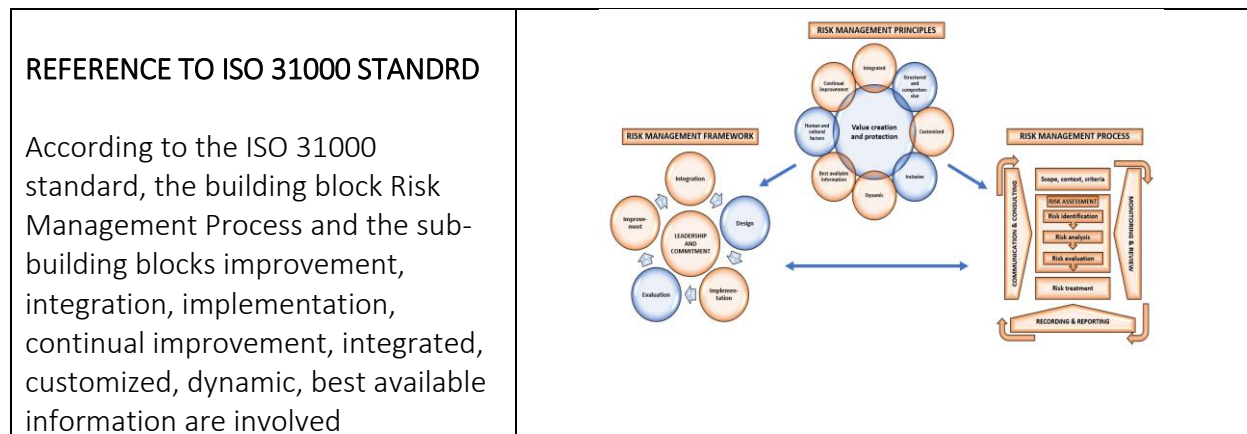 REFERENCE TO ISO 31000 STANDRD
According to the ISO 31000
standard, the building block Risk
Management Process and the sub-
building blocks improvement,
integration, implementation,
continual improvement, integrated,
customized, dynamic, best available
information are involved
RISK MANAGEMENT PRINCIPLES
Integrated
Structured
and
comprehen-
sive
Customized
Inclusive
Dynamic
Best available
information
Human and
cultural
factors
Continual
improvement
Value creation
and protection
RISK MANAGEMENT FRAMEWORK
Integration
Design
Implemen-
tation
Evaluation
Improve-
ment
LEADERSHIP
AND
COMMITMENT
RISK MANAGEMENT PROCESS
Scope, context, criteria
RISK ASSESSMENT
Risk identification
Risk analysis
Risk evaluation
Risk treatment
COMMUNICATION & CONSULTING
MONITORING & REVIEW
RECORDING & REPORTING